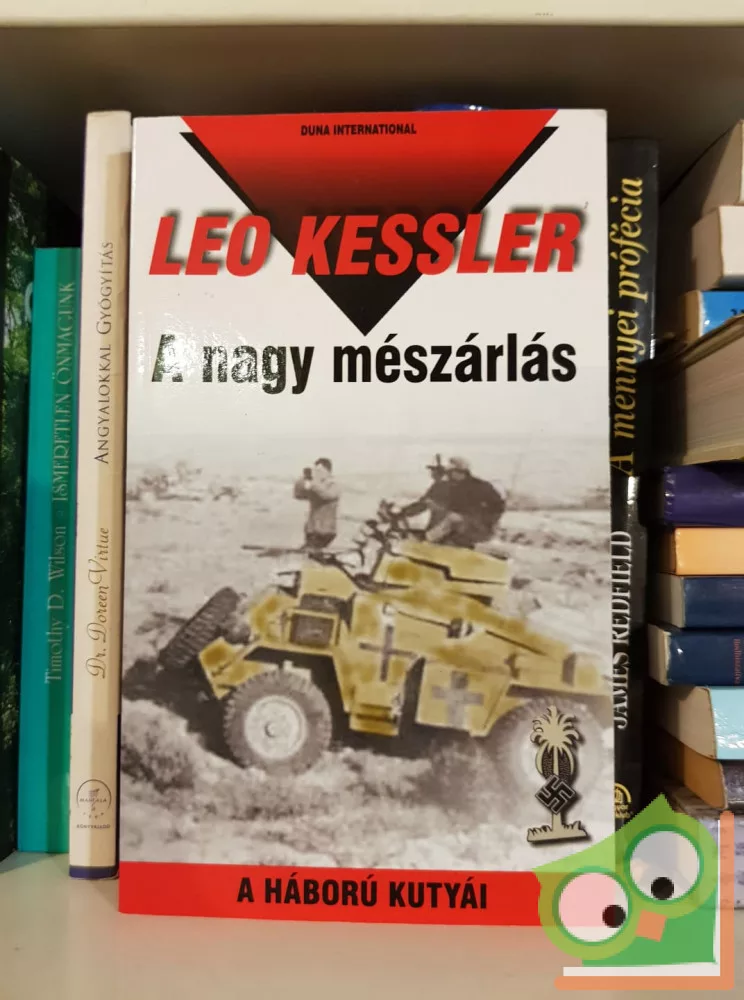 DUNA INTERNATIONAL
LEO KESSLER
A nagy mészárlás
A HÁBORÚ KUTYÁI
Timothy D. Wilson - ISMERETLEN ÖNMAGUNK
Dr. Doreen Virtue ANGYALOKKAL GYÓGYÍTÁS
JAMES REDFIELD A mennyei prófécia